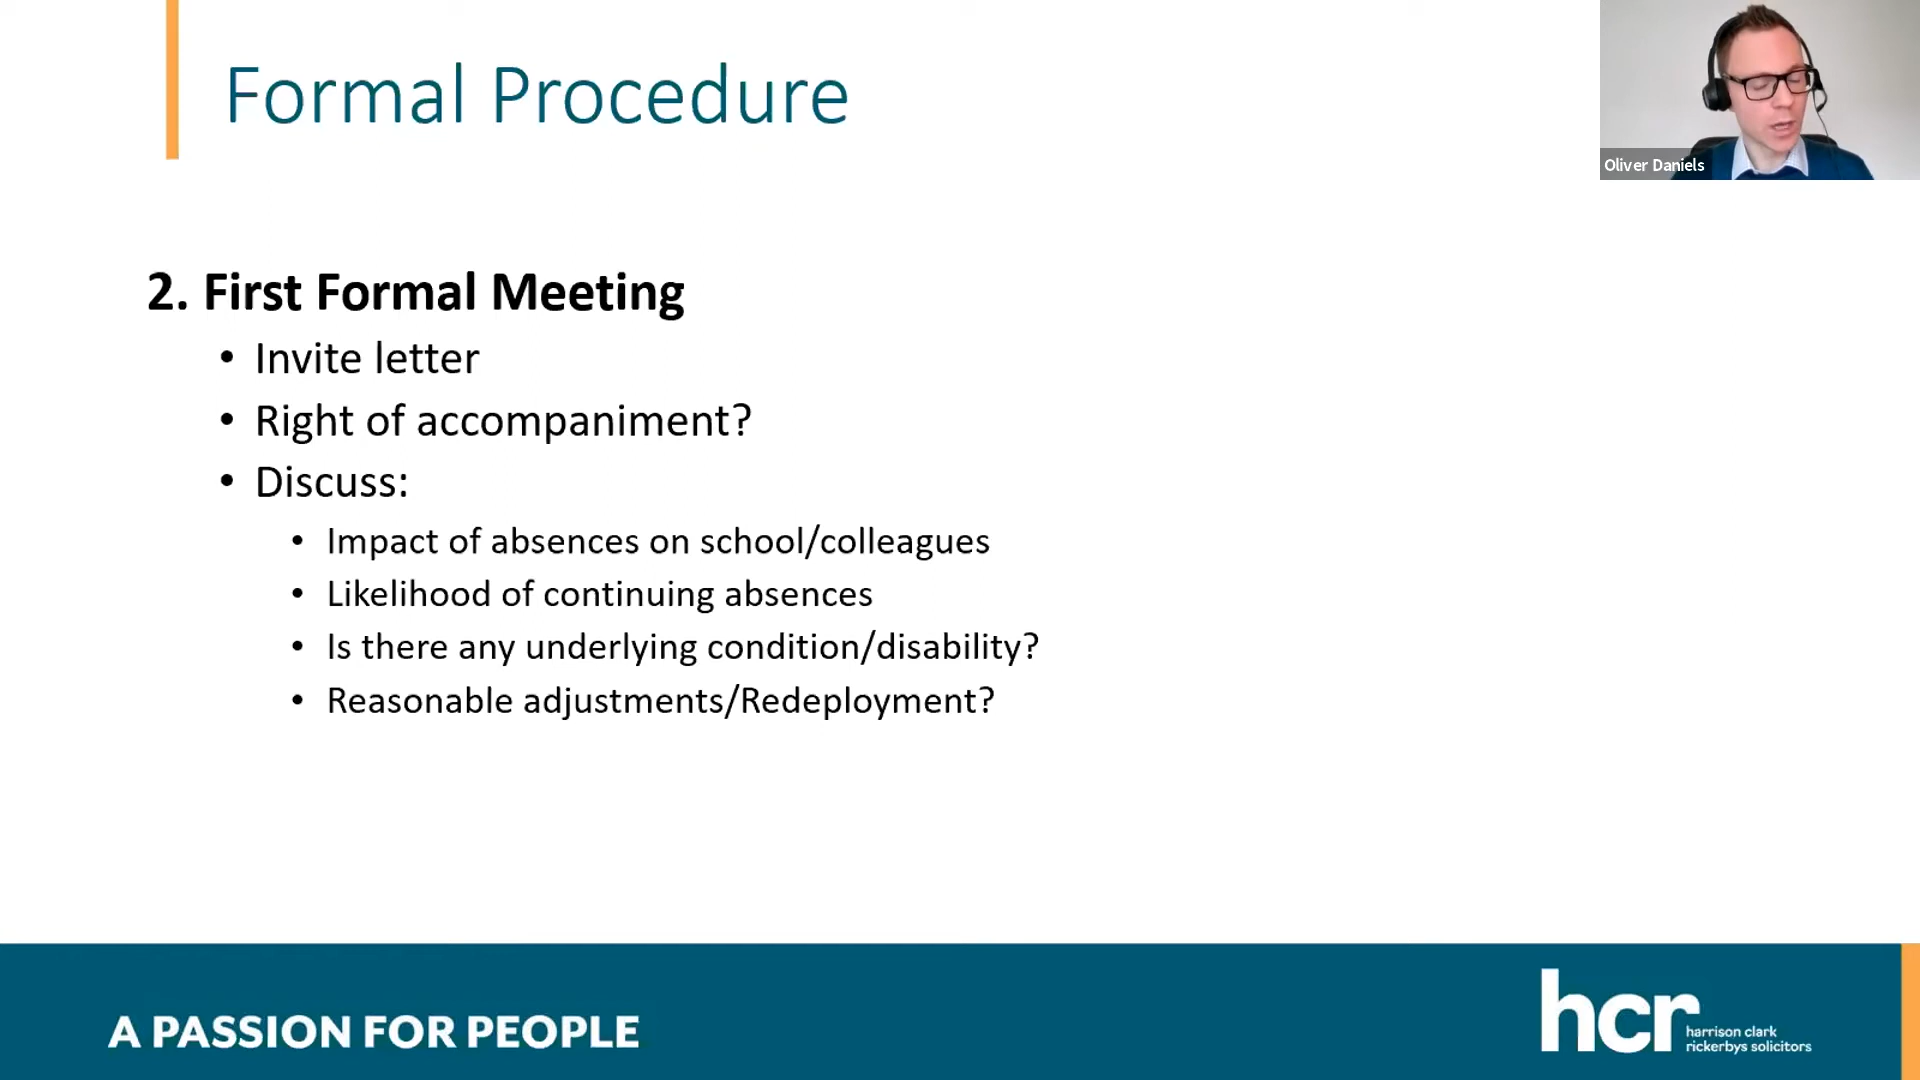 Formal Procedure
Oliver Daniels
2. First Formal Meeting
• Invite letter
• Right of accompaniment?
• Discuss:
• Impact of absences on school/colleagues
• Likelihood of continuing absences
• Is there any underlying condition/disability?
• Reasonable adjustments/Redeployment?
A PASSION FOR PEOPLE
hcr
harrison clark
rickerbys solicitors